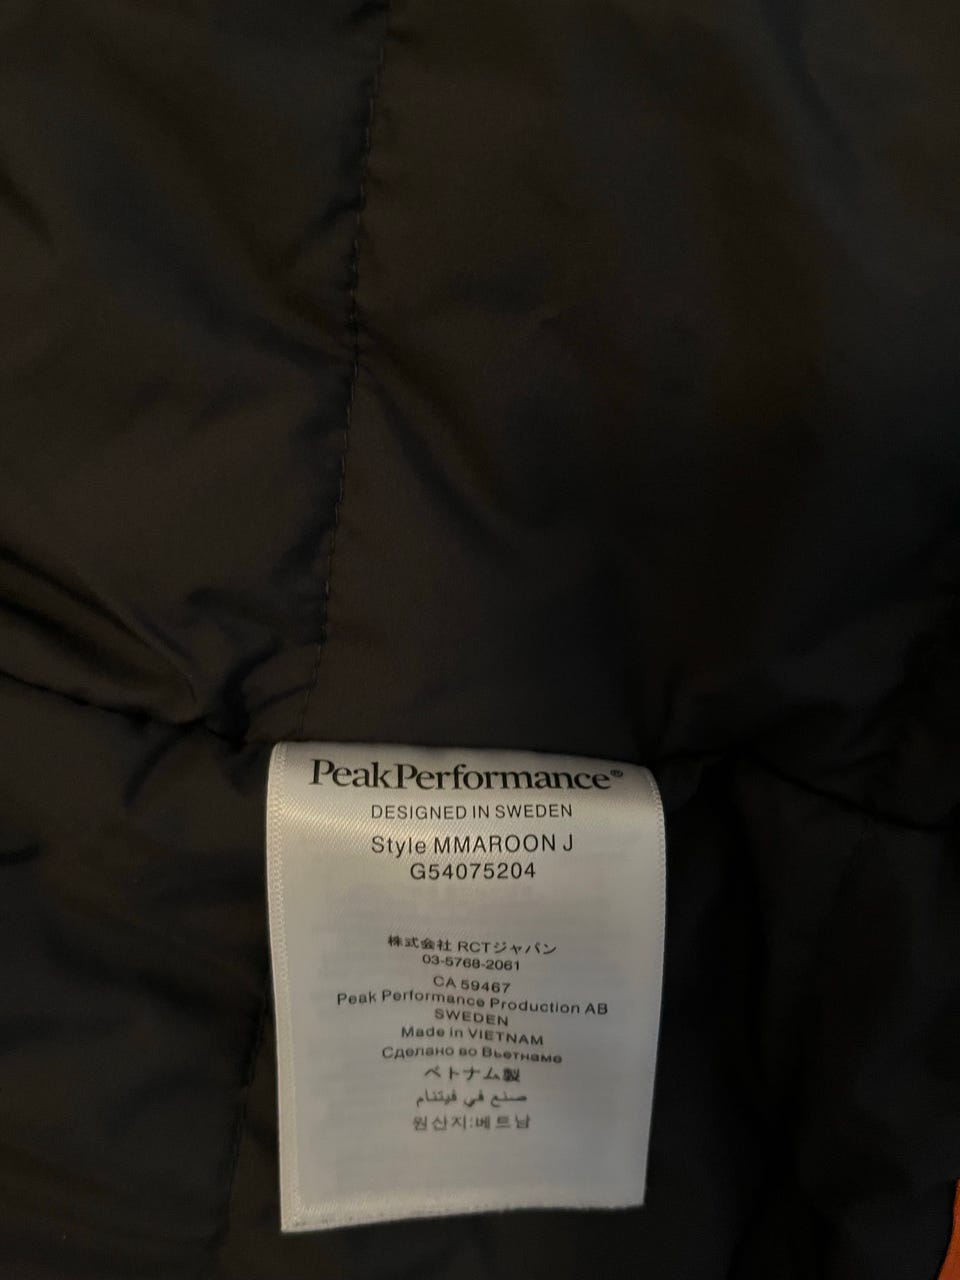 PeakPerformance®
DESIGNED IN SWEDEN
Style MMAROON J
G54075204
株式会社 RCTジャパン
03-5768-2061
CA 59467
Peak Performance Production AB
SWEDEN
Made in VIETNAM
Сделано во Вьетнаме
ベトナム製
صنع في فيتنام
원산지:베트남